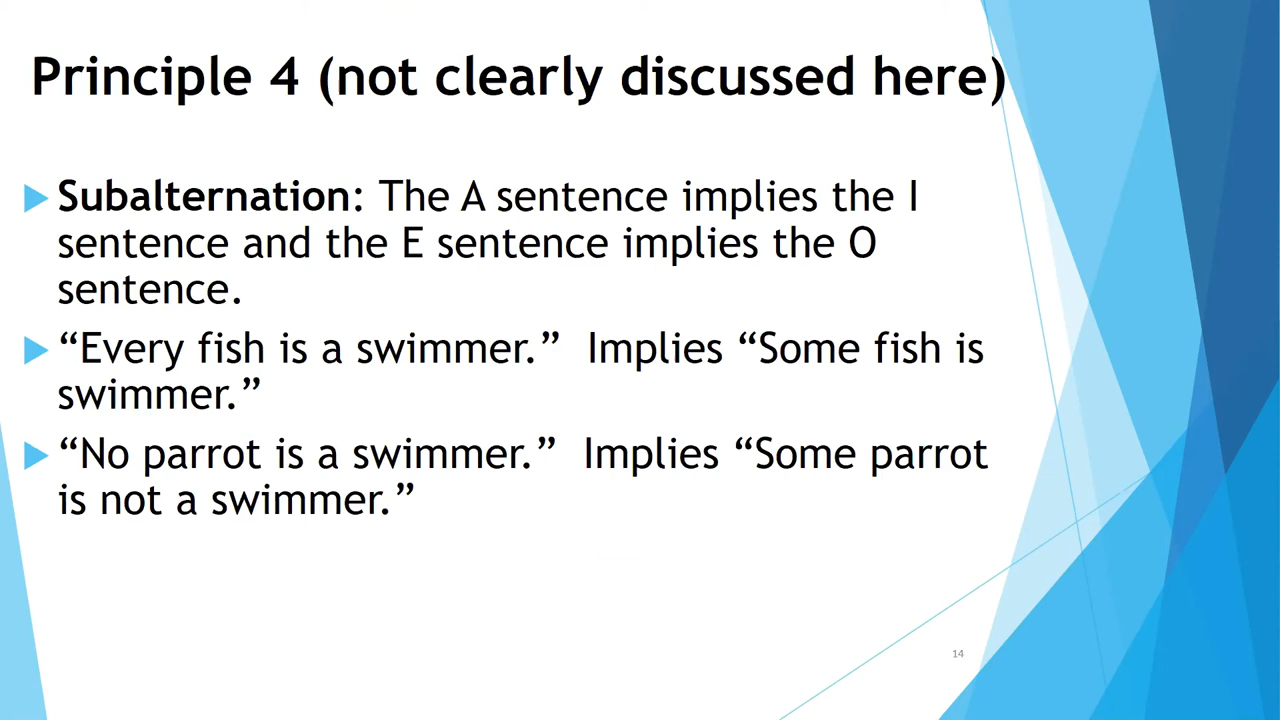 Principle 4 (not clearly discussed here)
Subalternation: The A sentence implies the I
sentence and the E sentence implies the O
sentence.
“Every fish is a swimmer.”  Implies “Some fish is
swimmer.”
“No parrot is a swimmer.”  Implies “Some parrot
is not a swimmer.”
14